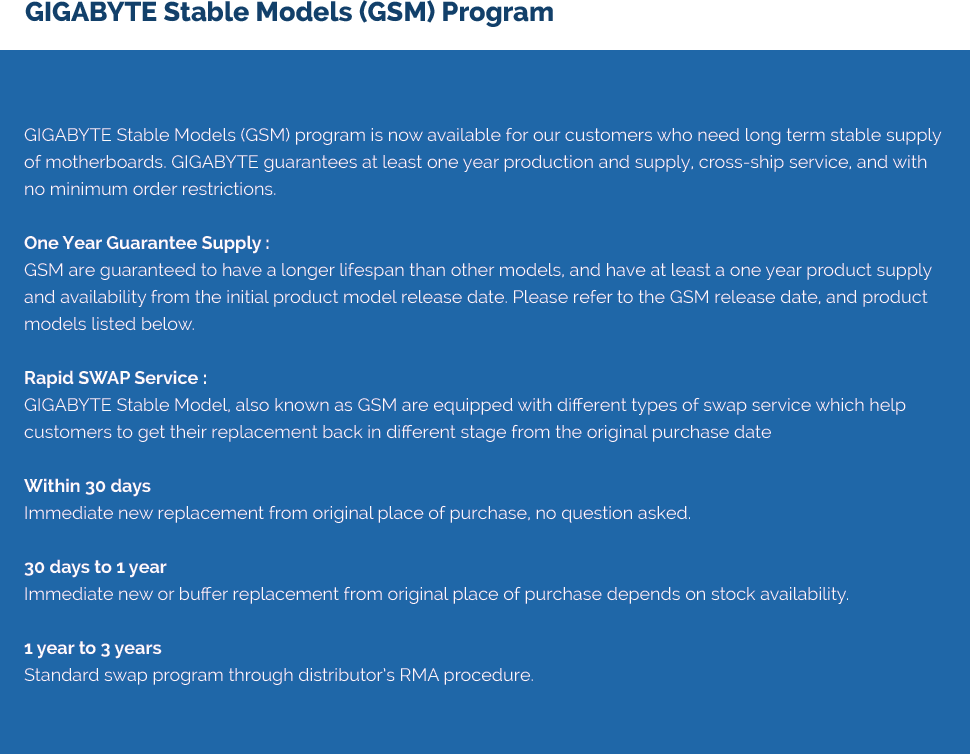 GIGABYTE Stable Models (GSM) Program
GIGABYTE Stable Models (GSM) program is now available for our customers who need long term stable supply
of motherboards. GIGABYTE guarantees at least one year production and supply, cross-ship service, and with
no minimum order restrictions.
One Year Guarantee Supply :
GSM are guaranteed to have a longer lifespan than other models, and have at least a one year product supply
and availability from the initial product model release date. Please refer to the GSM release date, and product
models listed below.
Rapid SWAP Service :
GIGABYTE Stable Model, also known as GSM are equipped with different types of swap service which help
customers to get their replacement back in different stage from the original purchase date
Within 30 days
Immediate new replacement from original place of purchase, no question asked.
30 days to 1 year
Immediate new or buffer replacement from original place of purchase depends on stock availability.
1 year to 3 years
Standard swap program through distributor's RMA procedure.